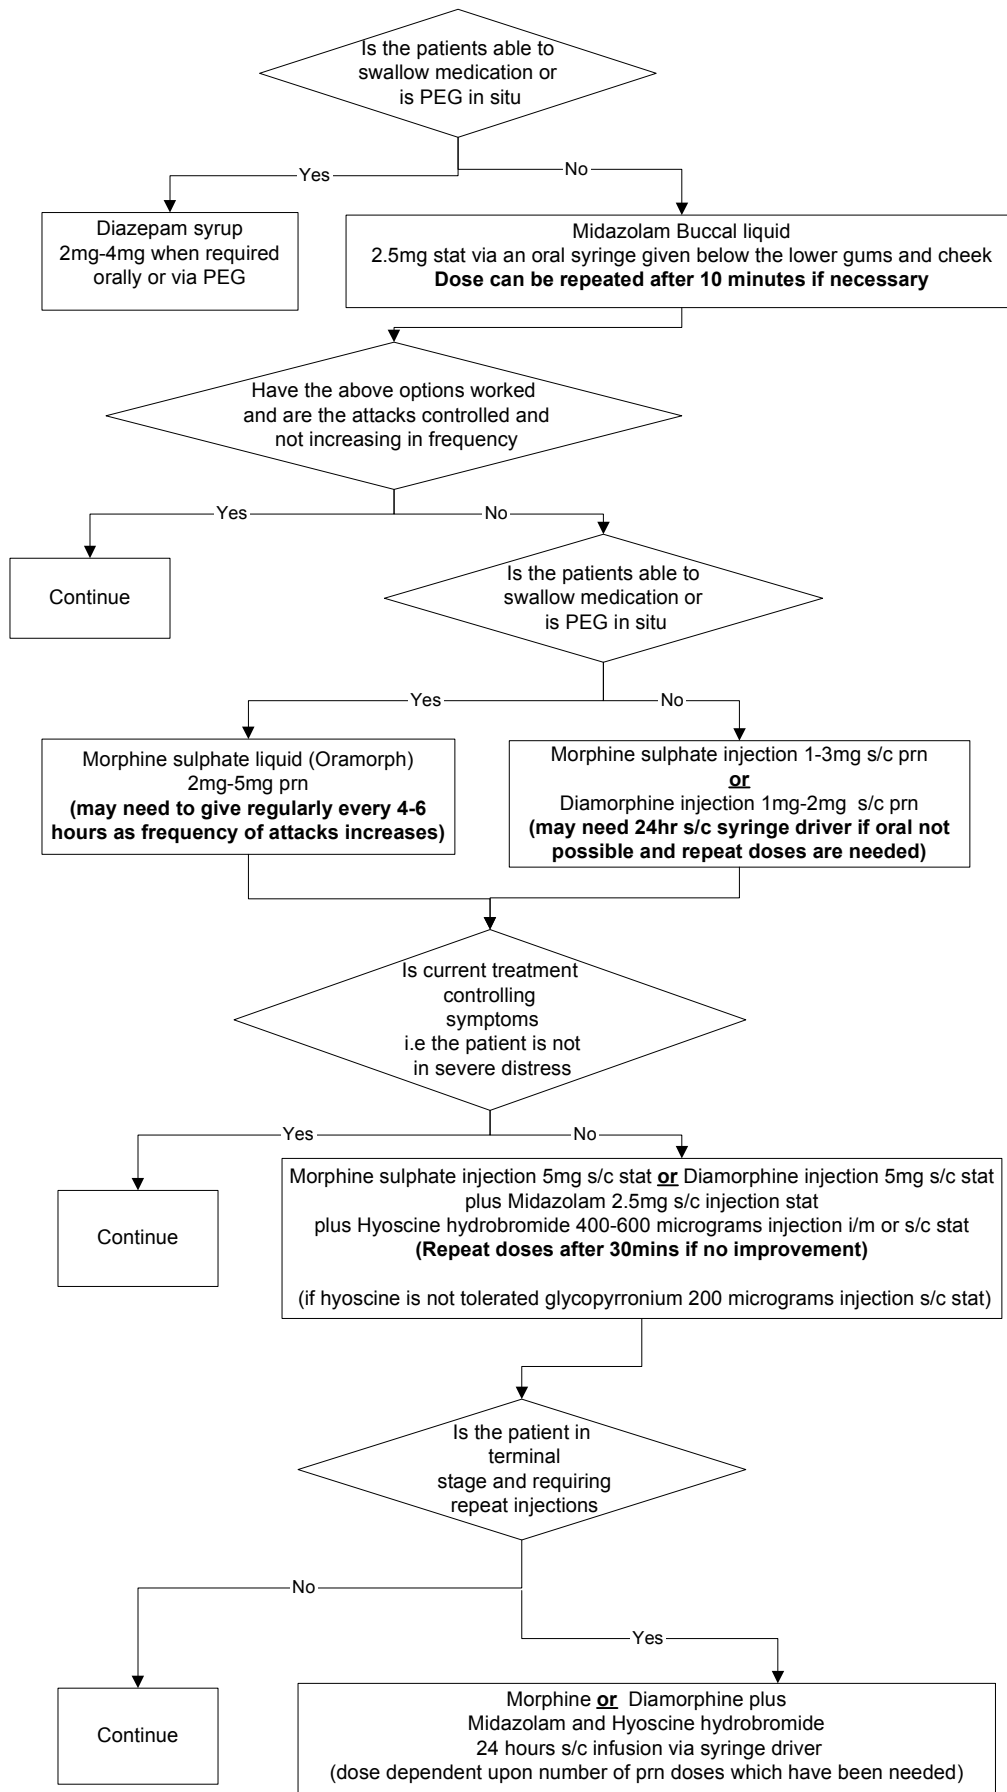 Is the patients able to
swallow medication or
is PEG in situ
Yes
No
Diazepam syrup
2mg-4mg when required
orally or via PEG
Midazolam Buccal liquid
2.5mg stat via an oral syringe given below the lower gums and cheek
Dose can be repeated after 10 minutes if necessary
Have the above options worked
and are the attacks controlled and
not increasing in frequency
Yes
No
Continue
Is the patients able to
swallow medication or
is PEG in situ
Yes
No
Morphine sulphate liquid (Oramorph)
2mg-5mg prn
(may need to give regularly every 4-6
hours as frequency of attacks increases)
Morphine sulphate injection 1-3mg s/c prn
or
Diamorphine injection 1mg-2mg s/c prn
(may need 24hr s/c syringe driver if oral not
possible and repeat doses are needed)
Is current treatment
controlling
symptoms
i.e the patient is not
in severe distress
Yes
No
Continue
Morphine sulphate injection 5mg s/c stat or Diamorphine injection 5mg s/c stat
plus Midazolam 2.5mg s/c injection stat
plus Hyoscine hydrobromide 400-600 micrograms injection i/m or s/c stat
(Repeat doses after 30mins if no improvement)
(if hyoscine is not tolerated glycopyrronium 200 micrograms injection s/c stat)
Is the patient in
terminal
stage and requiring
repeat injections
No
Yes
Continue
Morphine or Diamorphine plus
Midazolam and Hyoscine hydrobromide
24 hours s/c infusion via syringe driver
(dose dependent upon number of prn doses which have been needed)